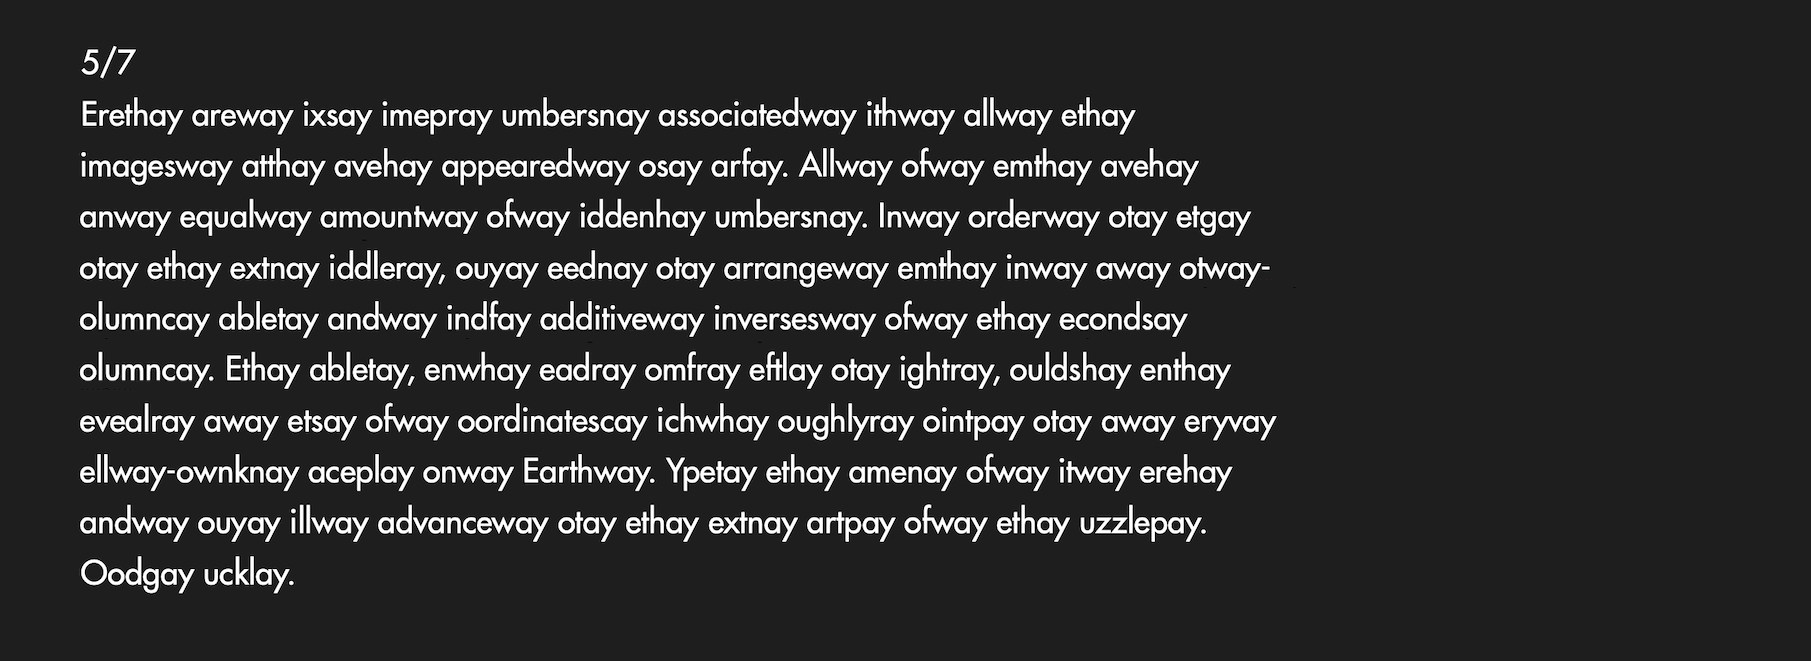 5/7
Erethay areway ixsay imepray umbersnay associatedway ithway allway ethay
imagesway atthay avehay appearedway osay arfay. Allway ofway emthay avehay
anway equalway amountway ofway iddenhay umbersnay. Inway orderway otay etgay
otay ethay extnay iddleray, ouyay eednay otay arrangeway emthay inway away otway-
olumncay abletay andway indfay additiveway inversesway ofway ethay econdsay
olumncay. Ethay abletay, enwhay eadray omfray eftlay otay ightray, ouldshay enthay
evealray away etsay ofway oordinatescay ichwhay oughlyray ointpay otay away eryvay
ellway-ownknay aceplay onway Earthway. Ypetay ethay amenay ofway itway erehay
andway ouyay illway advanceway otay ethay extnay artpay ofway ethay uzzlepay.
Oodgay ucklay.